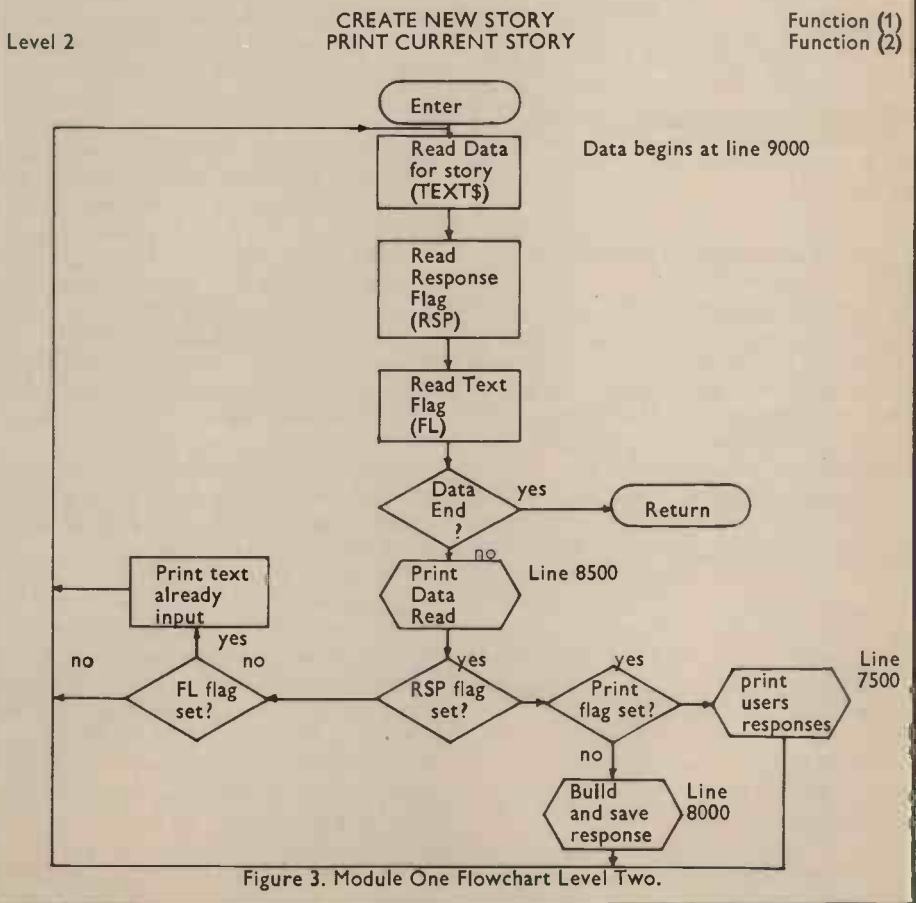 CREATE NEW STORY
Function (1)
Level 2
PRINT CURRENT STORY
Function (2)
Enter
Read Data
for story
(TEXT$)
Data begins at line 9000
Read
Response
Flag
(RSP)
Read Text
Flag
(FL)
Data
End
?
yes
Return
no
Print
Data
Read
Line 8500
Print text
already
input
yes
no
no
FL flag
set?
RSP flag
set?
yes
Print
flag set?
yes
print
users
responses
Line
7500
no
Build
and save
response
Line
8000
Figure 3. Module One Flowchart Level Two.